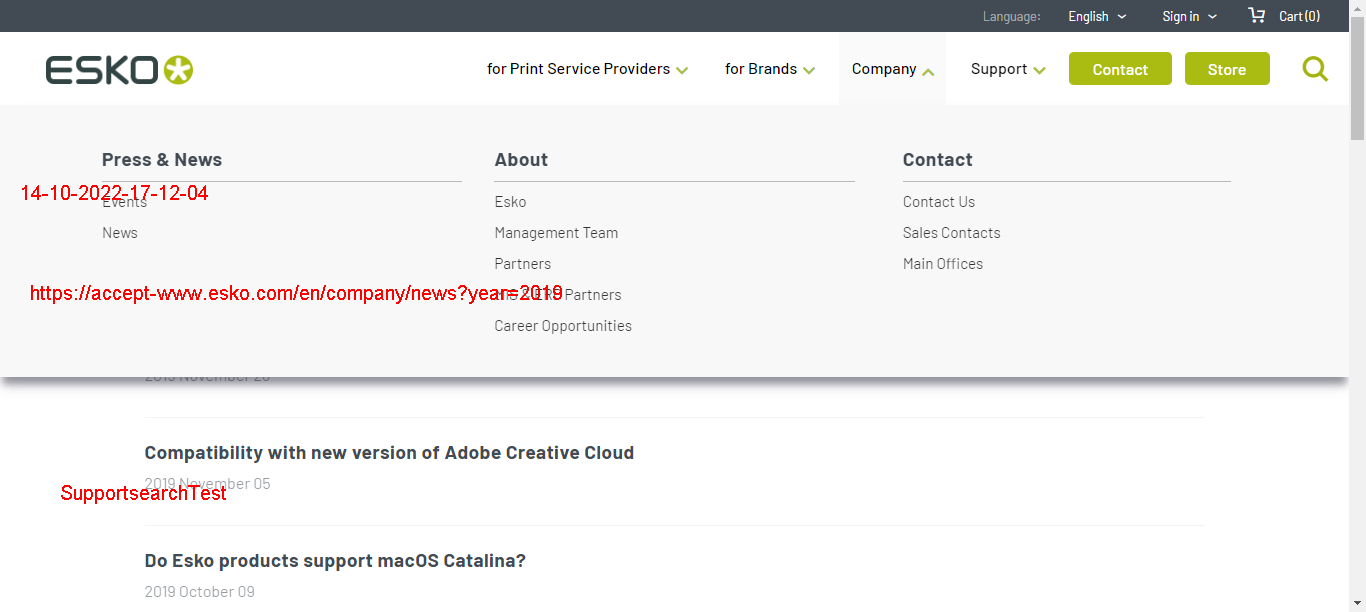 Language: English Sign in Cart (0)
ESKO for Print Service Providers for Brands Company Support Contact Store
Press & News About Contact
14-10-2022-17-12-04
Events Esko Contact Us
News Management Team Sales Contacts
Partners Main Offices
https://accept-www.esko.com/en/company/news?year=2019
Partners
Career Opportunities
2019 November 20
Compatibility with new version of Adobe Creative Cloud
2019 November 05
SupportsearchTest
Do Esko products support macOS Catalina?
2019 October 09